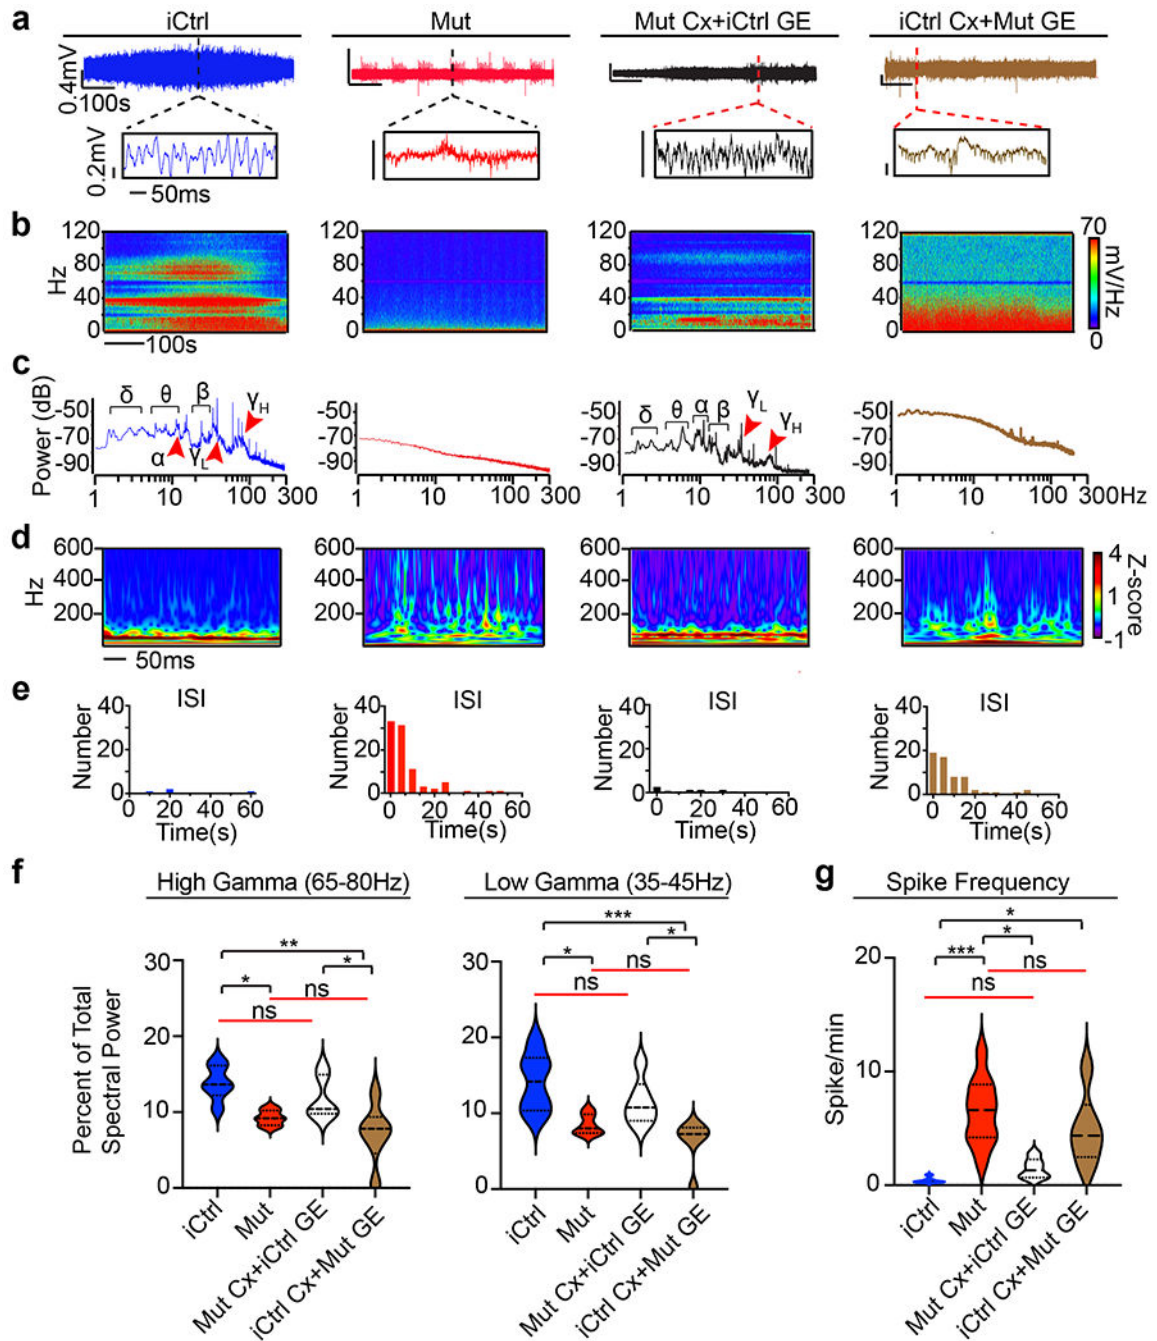 a iCtrl Mut Mut Cx+iCtrl GE iCtrl Cx+Mut GE
0.4mV
100s
0.2mV
50ms
b
120 120 120 120 70
80 80 80 80
Hz mV/Hz
40 40 40 40
0 0 0 0 0
100s
c
Power (dB)
δ θ β γH δ θ α β γL γH
-50 -50 -50 -50
-70 -70 -70 -70
α γL
-90 -90 -90 -90
1 10 100 300 1 10 100 300 1 10 100 300 1 10 100 300Hz
d
600 600 600 600 4
400 400 400 400
Hz 1 Z-score
200 200 200 200
-1
50ms
e
ISI ISI ISI ISI
40 40 40 40
Number Number Number Number
20 20 20 20
0 0 0 0
0 20 40 60 0 20 40 60 0 20 40 60 0 20 40 60
Time(s) Time(s) Time(s) Time(s)
f High Gamma (65-80Hz) Low Gamma (35-45Hz) g Spike Frequency
** * * ns ns
*** * * ns ns
* * *** ns ns
Percent of Total
Spectral Power
30 20 10 0
30 20 10 0
Spike/min
20 10 0
iCtrl Mut Mut Cx+iCtrl GE iCtrl Cx+Mut GE
iCtrl Mut Mut Cx+iCtrl GE iCtrl Cx+Mut GE
iCtrl Mut Mut Cx+iCtrl GE iCtrl Cx+Mut GE